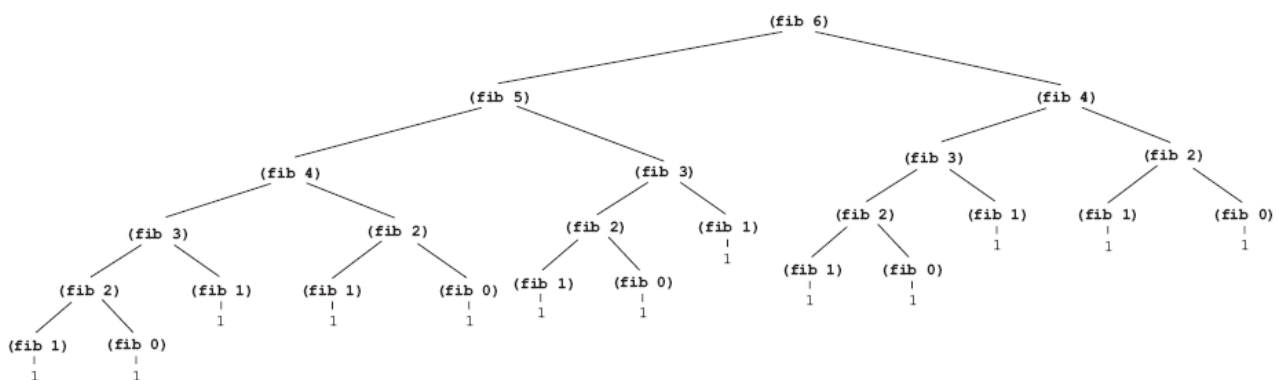 (fib 6)
(fib 5) (fib 4)
(fib 4) (fib 3) (fib 3) (fib 2)
(fib 3) (fib 2) (fib 2) (fib 1) (fib 2) (fib 1) (fib 1) (fib 0)
1 1 1 1
(fib 2) (fib 1) (fib 1) (fib 0) (fib 1) (fib 0) (fib 1) (fib 0)
1 1 1 1 1 1 1
(fib 1) (fib 0)
1 1